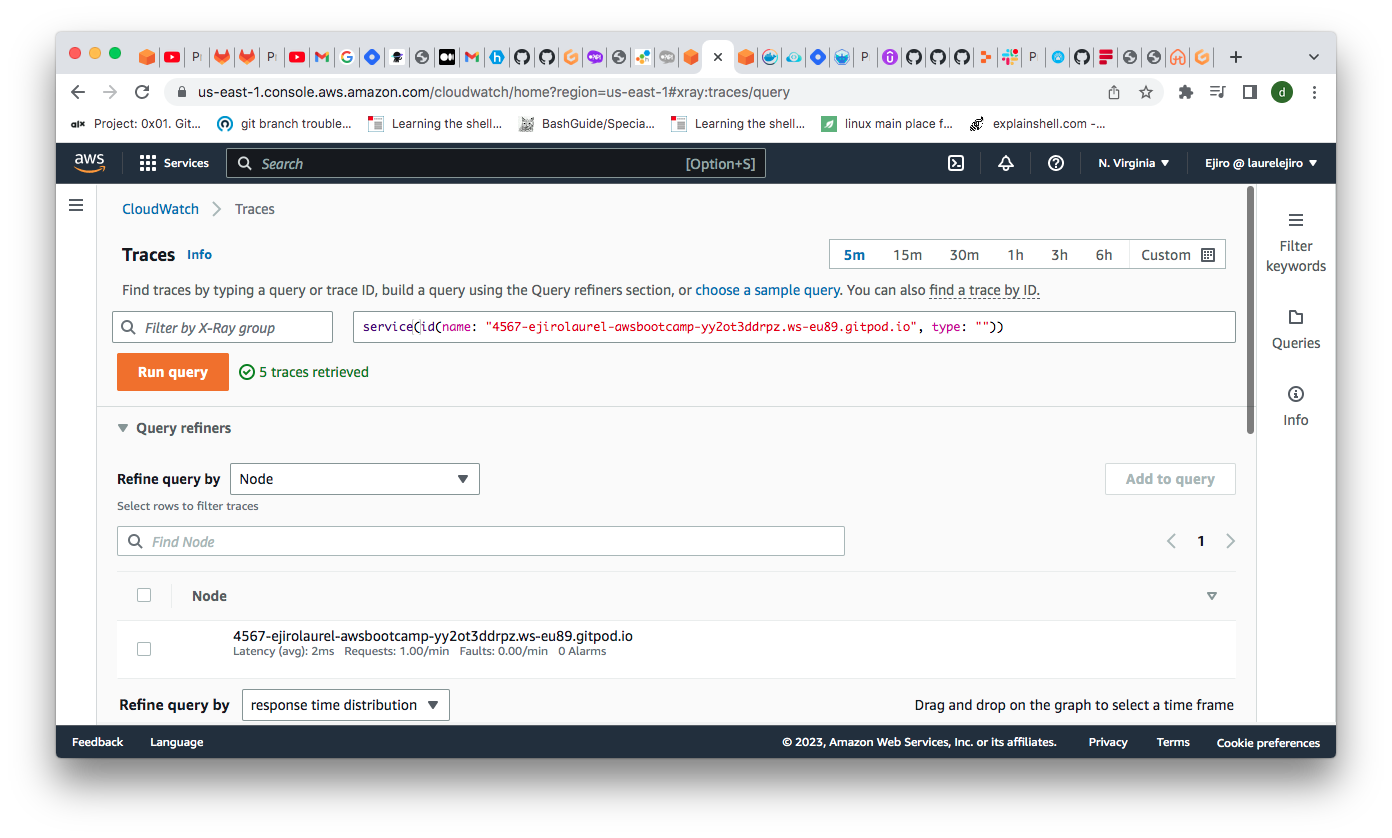 P
P
P
P
us-east-1.console.aws.amazon.com/cloudwatch/home?region=us-east-1#xray:traces/query
d
alx Project: 0x01. Git... git branch trouble... Learning the shell... BashGuide/Specia... Learning the shell... linux main place f... explainshell.com -...
aws Services Search [Option+S] N. Virginia Ejiro @ laurelejiro
CloudWatch Traces
Traces Info 5m 15m 30m 1h 3h 6h Custom
Find traces by typing a query or trace ID, build a query using the Query refiners section, or choose a sample query. You can also find a trace by ID.
Filter by X-Ray group service(id(name: "4567-ejirolaurel-awsbootcamp-yy2ot3ddrpz.ws-eu89.gitpod.io", type: ""))
Run query 5 traces retrieved
Query refiners
Refine query by Node Add to query
Select rows to filter traces
Find Node 1
Node
4567-ejirolaurel-awsbootcamp-yy2ot3ddrpz.ws-eu89.gitpod.io
Latency (avg): 2ms Requests: 1.00/min Faults: 0.00/min 0 Alarms
Refine query by response time distribution Drag and drop on the graph to select a time frame
Filter
keywords
Queries
Info
Feedback Language © 2023, Amazon Web Services, Inc. or its affiliates. Privacy Terms Cookie preferences